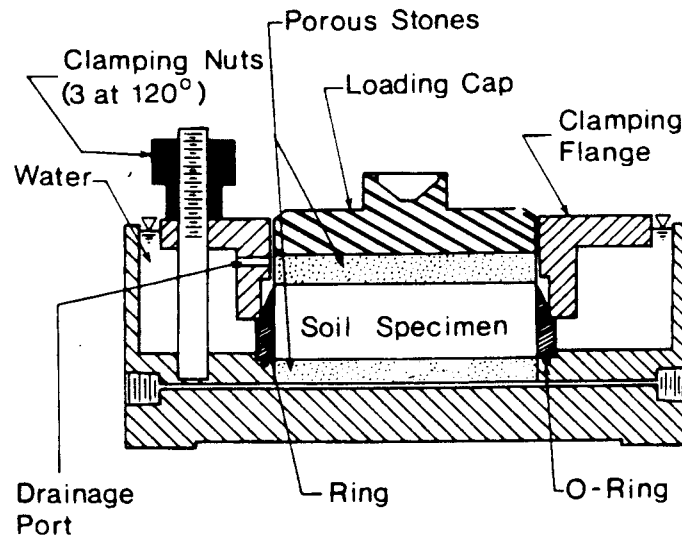 Porous Stones
Clamping Nuts
(3 at 120°)
Loading Cap
Clamping
Flange
Water
Soil Specimen
Drainage
Port
Ring
O-Ring